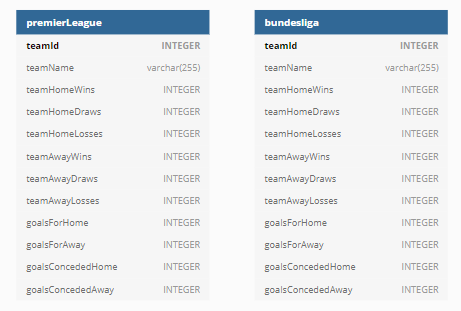 premierLeague
teamId INTEGER
teamName varchar(255)
teamHomeWins INTEGER
teamHomeDraws INTEGER
teamHomeLosses INTEGER
teamAwayWins INTEGER
teamAwayDraws INTEGER
teamAwayLosses INTEGER
goalsForHome INTEGER
goalsForAway INTEGER
goalsConcededHome INTEGER
goalsConcededAway INTEGER
bundesliga
teamId INTEGER
teamName varchar(255)
teamHomeWins INTEGER
teamHomeDraws INTEGER
teamHomeLosses INTEGER
teamAwayWins INTEGER
teamAwayDraws INTEGER
teamAwayLosses INTEGER
goalsForHome INTEGER
goalsForAway INTEGER
goalsConcededHome INTEGER
goalsConcededAway INTEGER